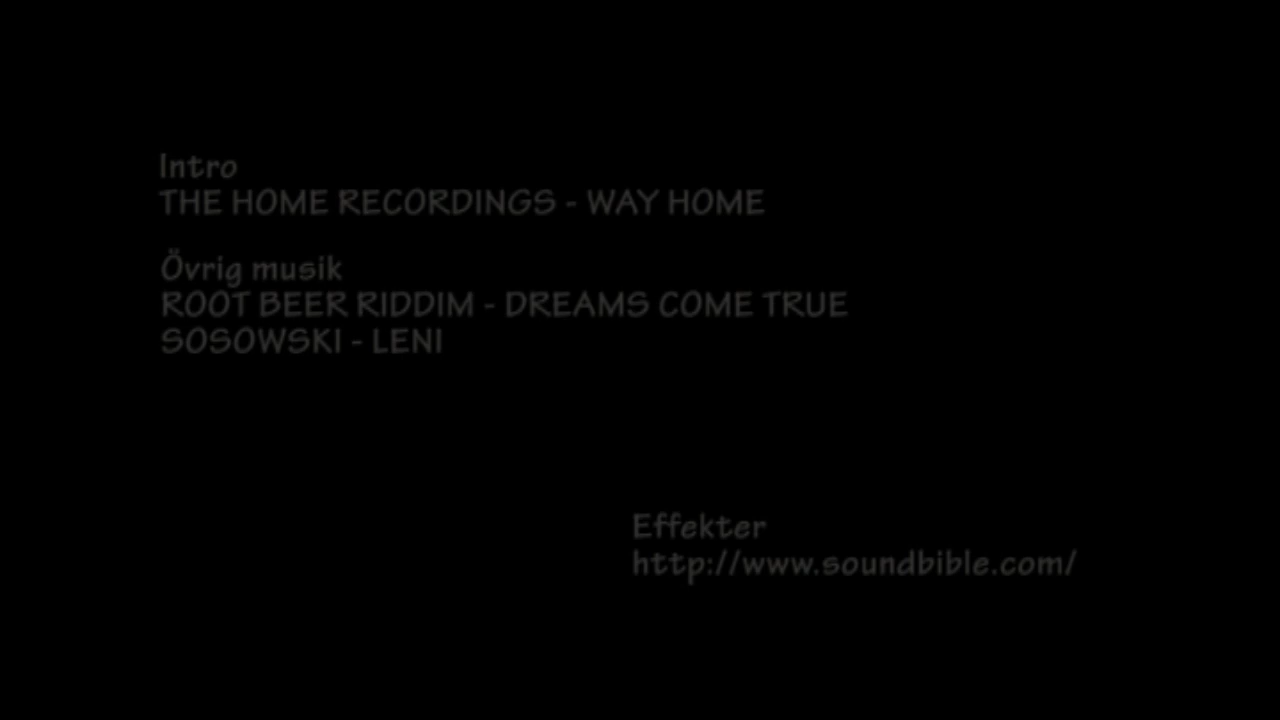 Intro
THE HOME RECORDINGS - WAY HOME
Övrig musik
ROOT BEER RIDDIM - DREAMS COME TRUE
SOSOWSKI - LENI
Effekter
http://www.soundbible.com/